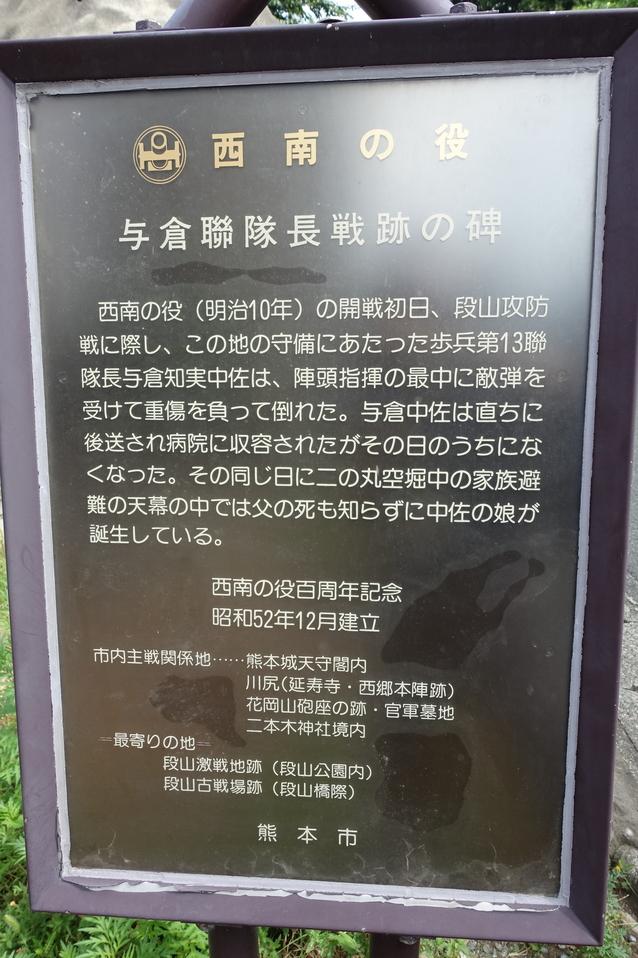 西南の役
与倉聯隊長戦跡の碑
西南の役（明治10年）の開戦初日、段山攻防
戦に際し、この地の守備にあたった歩兵第13聯
隊長与倉知実中佐は、陣頭指揮の最中に敵弾を
受けて重傷を負って倒れた。与倉中佐は直ちに
後送され病院に収容されたがその日のうちにな
くなった。その同じ日に二の丸空堀中の家族避
難の天幕の中では父の死も知らずに中佐の娘が
誕生している。
西南の役百周年記念
昭和52年12月建立
市内主戦関係地……熊本城天守閣内
川尻(延寿寺・西郷本陣跡)
花岡山砲座の跡・官軍墓地
二本木神社境内
＝最寄りの地＝
段山激戦地跡（段山公園内）
段山古戦場跡（段山橋際）
熊本市